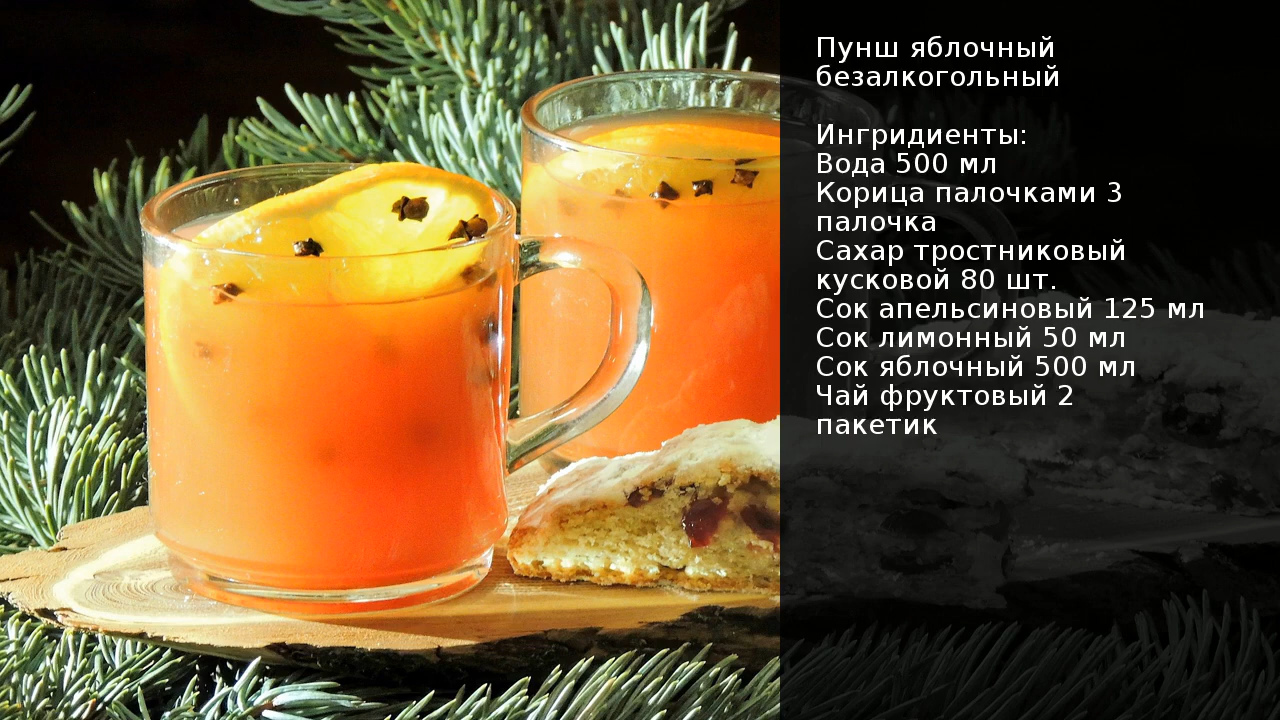 Пунш яблочный
безалкогольный
Ингридиенты:
Вода 500 мл
Корица палочками 3
палочка
Сахар тростниковый
кусковой 80 шт.
Сок апельсиновый 125 мл
Сок лимонный 50 мл
Сок яблочный 500 мл
Чай фруктовый 2
пакетик